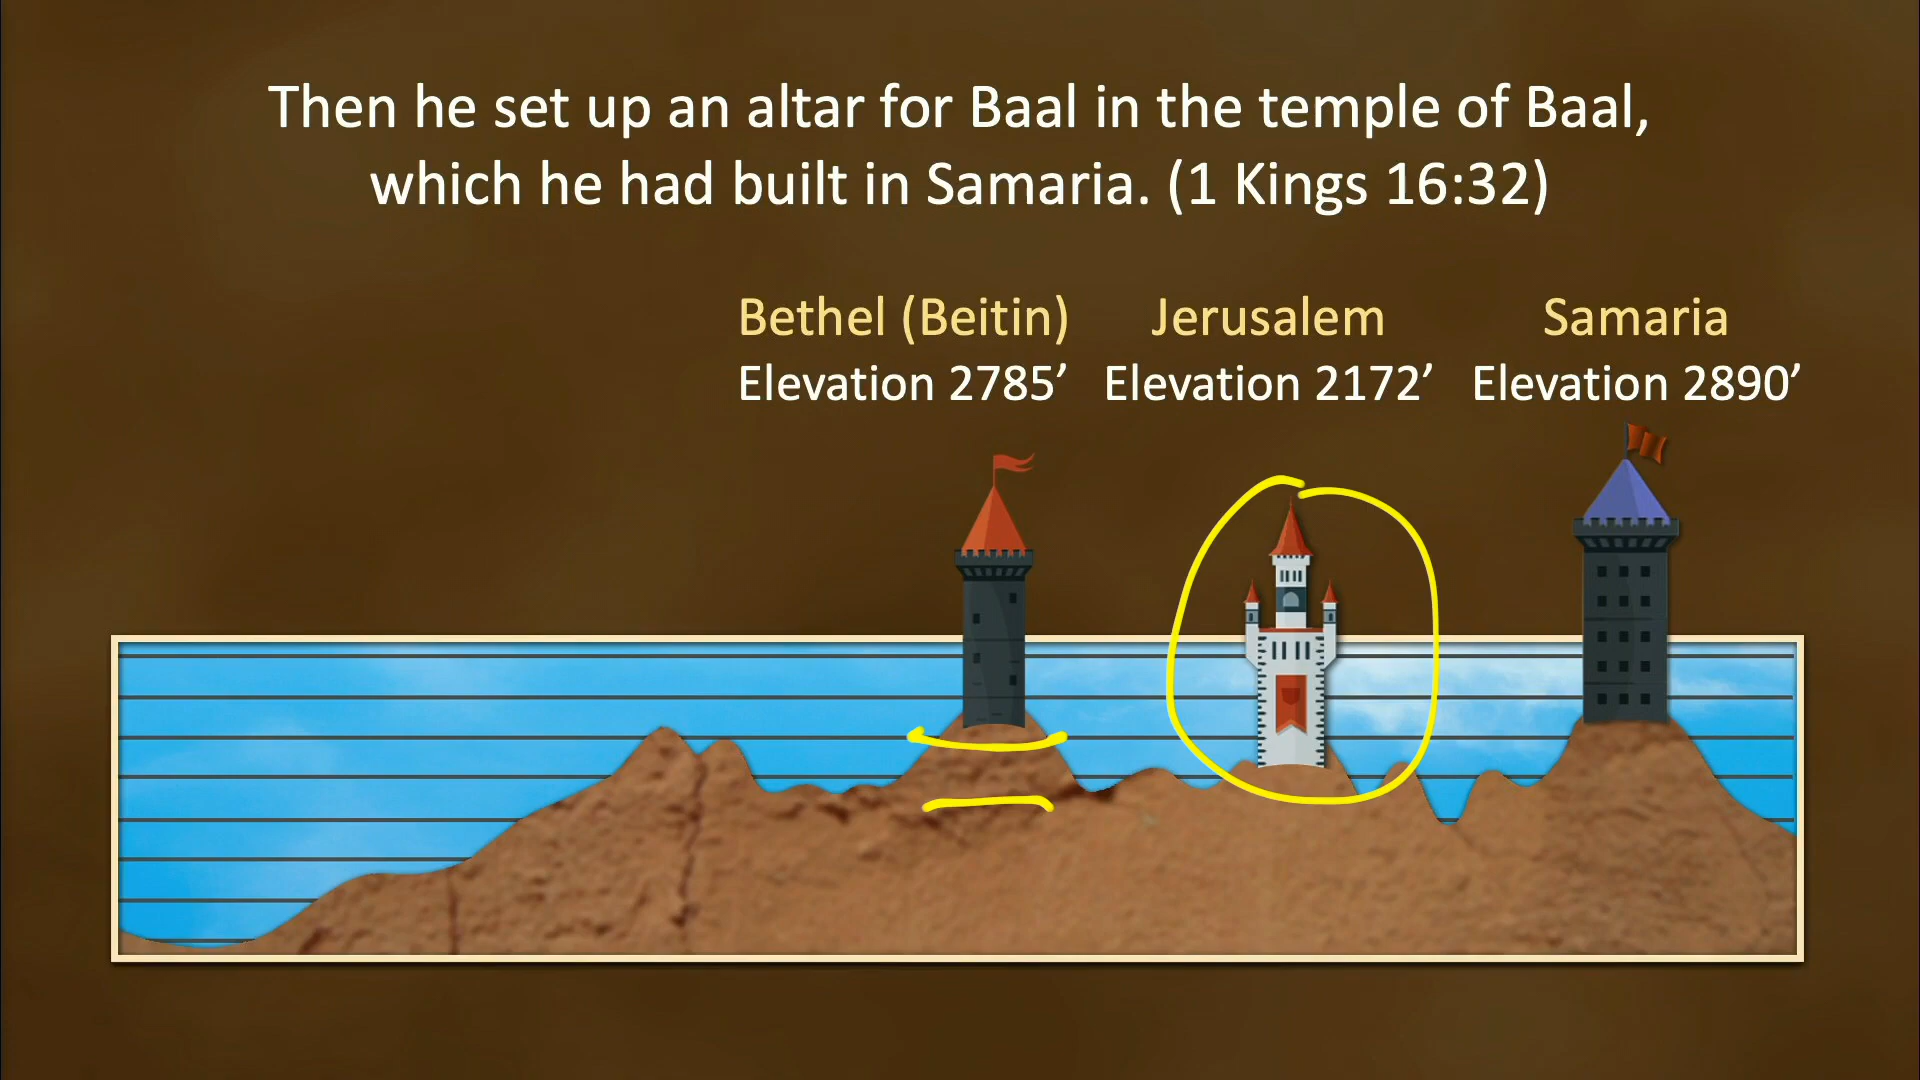 Then he set up an altar for Baal in the temple of Baal,
which he had built in Samaria. (1 Kings 16:32)
Bethel (Beitin) Jerusalem Samaria
Elevation 2785’ Elevation 2172’ Elevation 2890’